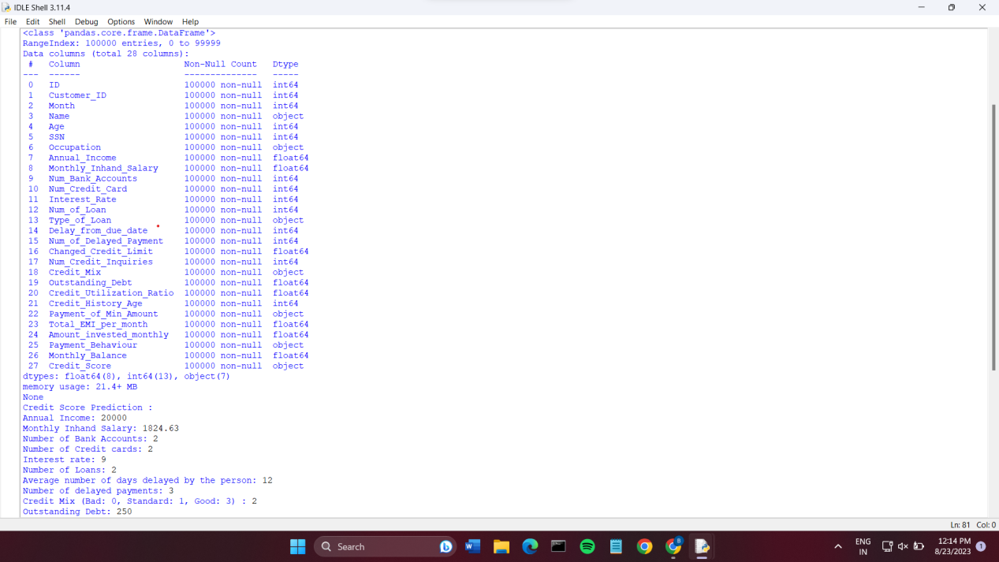 IDLE Shell 3.11.4
File Edit Shell Debug Options Window Help
<class 'pandas.core.frame.DataFrame'>
RangeIndex: 100000 entries, 0 to 99999
Data columns (total 28 columns):
 #   Column                    Non-Null Count   Dtype
---  ------                    --------------   -----
 0   ID                        100000 non-null  int64
 1   Customer_ID               100000 non-null  int64
 2   Month                     100000 non-null  int64
 3   Name                      100000 non-null  object
 4   Age                       100000 non-null  int64
 5   SSN                       100000 non-null  int64
 6   Occupation                100000 non-null  object
 7   Annual_Income             100000 non-null  float64
 8   Monthly_Inhand_Salary     100000 non-null  float64
 9   Num_Bank_Accounts         100000 non-null  int64
 10  Num_Credit_Card           100000 non-null  int64
 11  Interest_Rate             100000 non-null  int64
 12  Num_of_Loan               100000 non-null  int64
 13  Type_of_Loan              100000 non-null  object
 14  Delay_from_due_date       100000 non-null  int64
 15  Num_of_Delayed_Payment    100000 non-null  int64
 16  Changed_Credit_Limit      100000 non-null  float64
 17  Num_Credit_Inquiries      100000 non-null  int64
 18  Credit_Mix                100000 non-null  object
 19  Outstanding_Debt          100000 non-null  float64
 20  Credit_Utilization_Ratio  100000 non-null  float64
 21  Credit_History_Age        100000 non-null  int64
 22  Payment_of_Min_Amount     100000 non-null  object
 23  Total_EMI_per_month       100000 non-null  float64
 24  Amount_invested_monthly   100000 non-null  float64
 25  Payment_Behaviour         100000 non-null  object
 26  Monthly_Balance           100000 non-null  float64
 27  Credit_Score              100000 non-null  object
dtypes: float64(8), int64(13), object(7)
memory usage: 21.4+ MB
None
Credit Score Prediction :
Annual Income: 20000
Monthly Inhand Salary: 1824.63
Number of Bank Accounts: 2
Number of Credit cards: 2
Interest rate: 9
Number of Loans: 2
Average number of days delayed by the person: 12
Number of delayed payments: 3
Credit Mix (Bad: 0, Standard: 1, Good: 3) : 2
Outstanding Debt: 250
Ln: 81 Col: 0
Search
ENG
IN
12:14 PM
8/23/2023
1